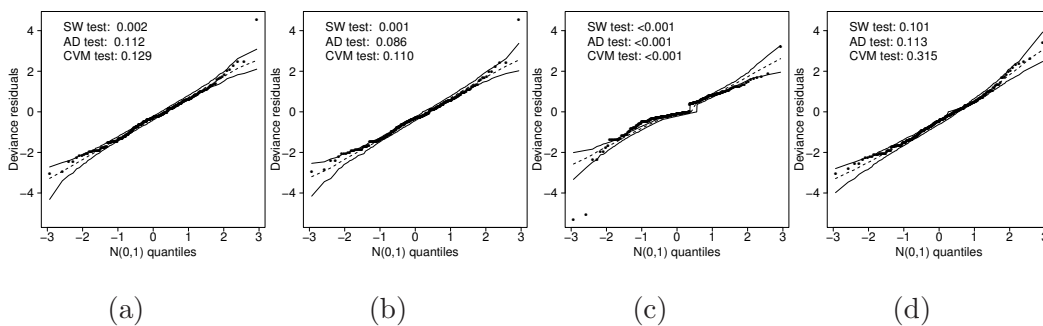 SW test: 0.002
AD test: 0.112
CVM test: 0.129
Deviance residuals
4
2
0
−2
−4
−3 −2 −1 0 1 2 3
N(0,1) quantiles
(a)
SW test: 0.001
AD test: 0.086
CVM test: 0.110
Deviance residuals
4
2
0
−2
−4
−3 −2 −1 0 1 2 3
N(0,1) quantiles
(b)
SW test: <0.001
AD test: <0.001
CVM test: <0.001
Deviance residuals
4
2
0
−2
−4
−3 −2 −1 0 1 2 3
N(0,1) quantiles
(c)
SW test: 0.101
AD test: 0.113
CVM test: 0.315
Deviance residuals
4
2
0
−2
−4
−3 −2 −1 0 1 2 3
N(0,1) quantiles
(d)